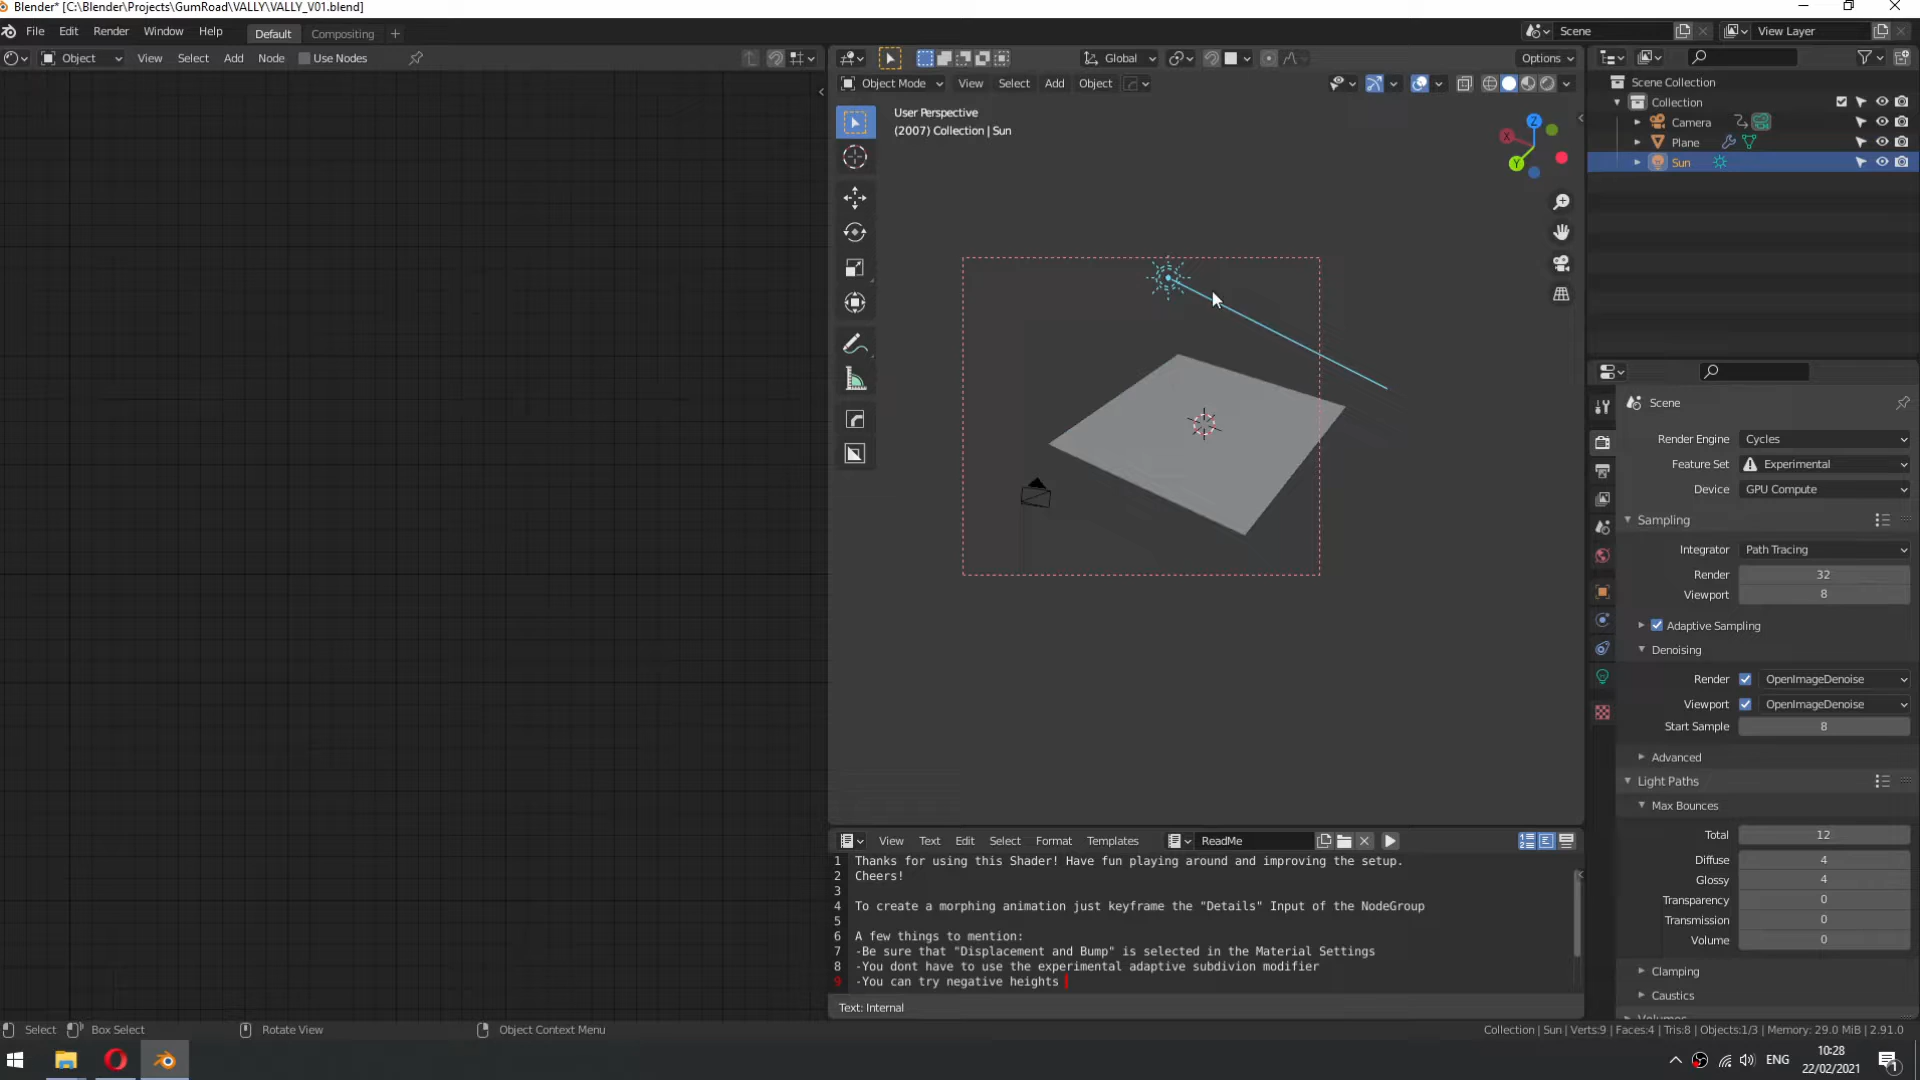 Blender* [C:\Blender\Projects\GumRoad\VALLY\VALLY_V01.blend]
File Edit Render Window Help Default Compositing +
Scene
View Layer
Object View Select Add Node Use Nodes
Global
Options
Object Mode View Select Add Object
User Perspective
(2007) Collection | Sun
Z
X
Y
Scene Collection
Collection
Camera
Plane
Sun
Scene
Render Engine Cycles
Feature Set Experimental
Device GPU Compute
Sampling
Integrator Path Tracing
Render 32
Viewport 8
Adaptive Sampling
Denoising
Render OpenImageDenoise
Viewport OpenImageDenoise
Start Sample 8
Advanced
Light Paths
Max Bounces
Total 12
Diffuse 4
Glossy 4
Transparency 0
Transmission 0
Volume 0
Clamping
Caustics
Volumes
View Text Edit Select Format Templates ReadMe
1 Thanks for using this Shader! Have fun playing around and improving the setup.
2 Cheers!
3
4 To create a morphing animation just keyframe the "Details" Input of the NodeGroup
5
6 A few things to mention:
7 -Be sure that "Displacement and Bump" is selected in the Material Settings
8 -You dont have to use the experimental adaptive subdivion modifier
9 -You can try negative heights
Text: Internal
Select Box Select Rotate View Object Context Menu
Collection | Sun | Verts:9 | Faces:4 | Tris:8 | Objects:1/3 | Memory: 29.0 MiB | 2.91.0
ENG
10:28
22/02/2021
1